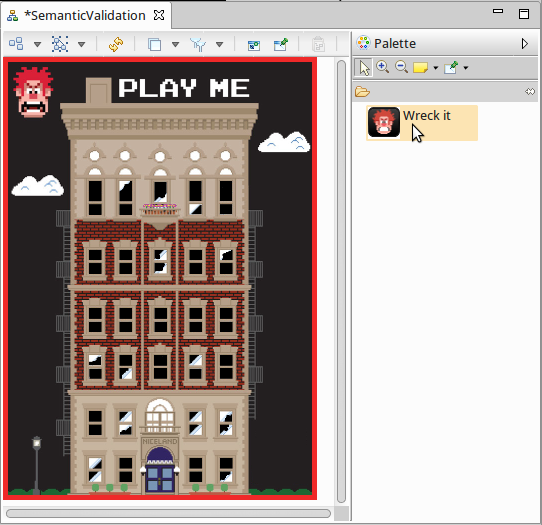 *SemanticValidation
Palette
PLAY ME
Wreck it
NICELAND